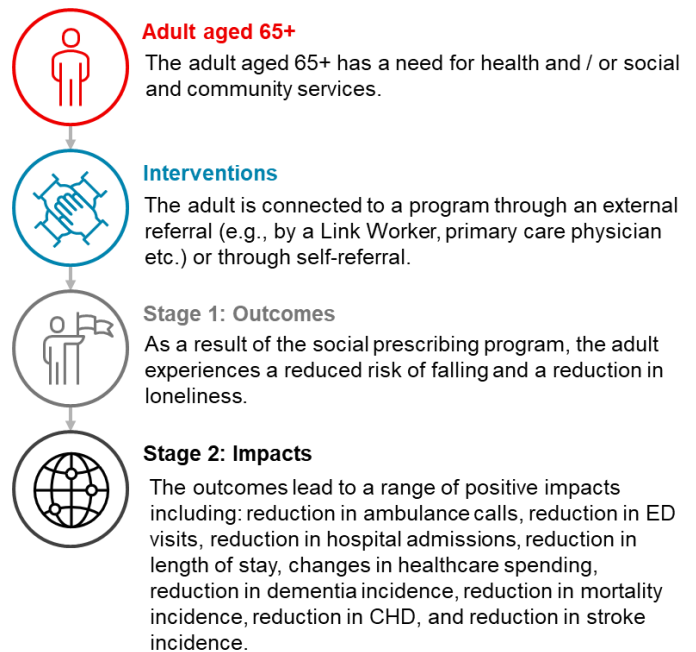 Adult aged 65+
The adult aged 65+ has a need for health and / or social
and community services.
Interventions
The adult is connected to a program through an external
referral (e.g., by a Link Worker, primary care physician
etc.) or through self-referral.
Stage 1: Outcomes
As a result of the social prescribing program, the adult
experiences a reduced risk of falling and a reduction in
loneliness.
Stage 2: Impacts
The outcomes lead to a range of positive impacts
including: reduction in ambulance calls, reduction in ED
visits, reduction in hospital admissions, reduction in
length of stay, changes in healthcare spending,
reduction in dementia incidence, reduction in mortality
incidence, reduction in CHD, and reduction in stroke
incidence.